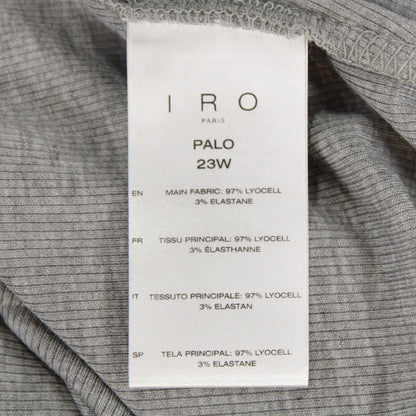 IRO
PARIS
PALO
23W
EN MAIN FABRIC: 97% LYOCELL
3% ELASTANE
FR TISSU PRINCIPAL: 97% LYOCELL
3% ÉLASTHANNE
IT TESSUTO PRINCIPALE: 97% LYOCELL
3% ELASTAN
SP TELA PRINCIPAL: 97% LYOCELL
3% ELASTANE